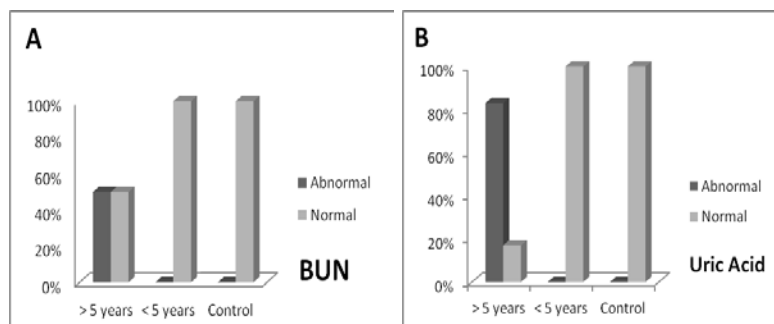 A
100%
80%
60%
40%
20%
0%
> 5 years < 5 years Control
Abnormal
Normal
BUN
B
100%
80%
60%
40%
20%
0%
> 5 years < 5 years Control
Abnormal
Normal
Uric Acid